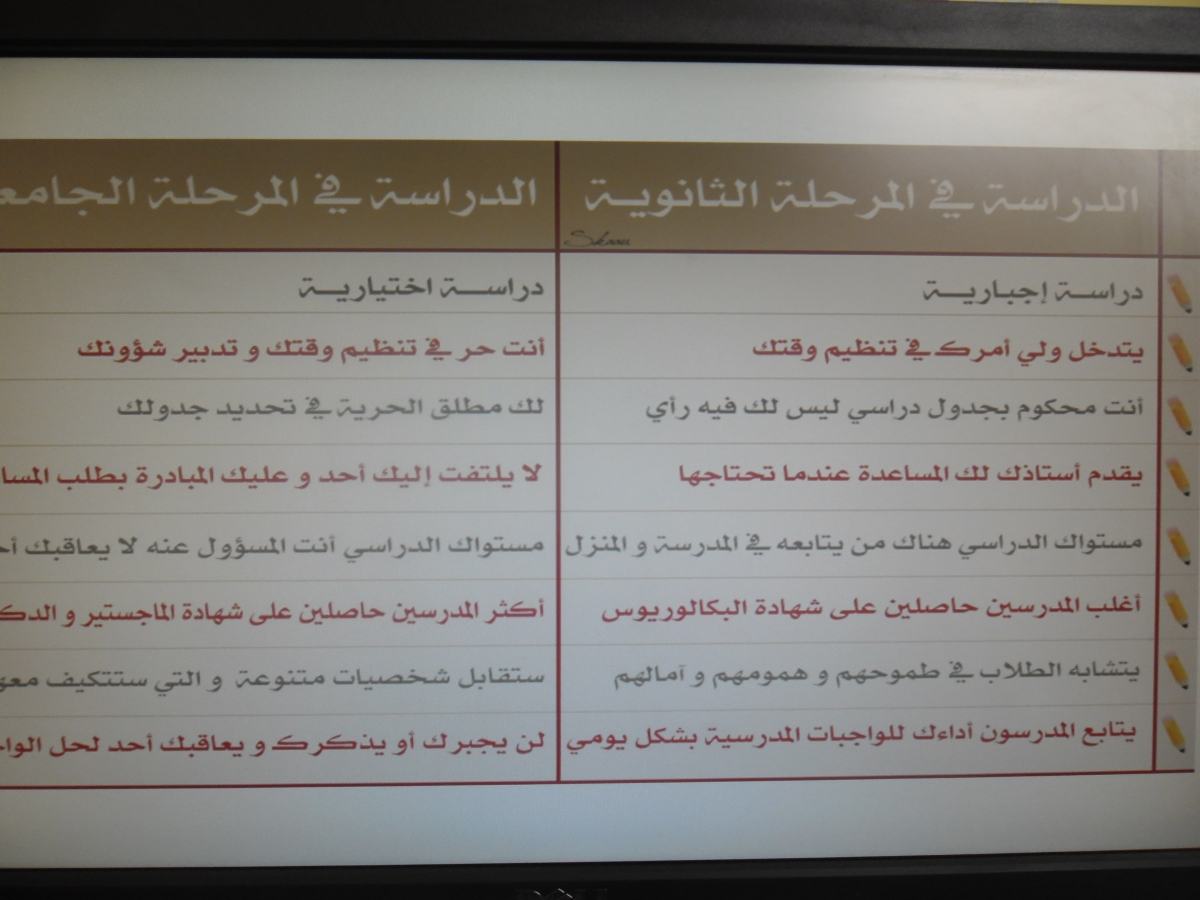 الدراسة في المرحلة الثانوية
الدراسة في المرحلة
دراسة إجبارية
دراسة اختيارية
يتدخل ولي أمرك في تنظيم وقتك
أنت حر في تنظيم وقتك و تدبير شؤونك
أنت محكوم بجدول دراسي ليس لك فيه رأي
لك مطلق الحرية في تحديد جدولك
يقدم أستاذك لك المساعدة عندما تحتاجها
لا يلتفت إليك أحد و عليك المبادرة بطلب
مستواك الدراسي هناك من يتابعه في المدرسة و المنزل
مستواك الدراسي أنت المسؤول عنه لا يعاقبك
أغلب المدرسين حاصلين على شهادة البكالوريوس
أكثر المدرسين حاصلين على شهادة الماجستير و
يتشابه الطلاب في طموحهم و همومهم و آمالهم
ستقابل شخصيات متنوعة و التي ستتكيف
يتابع المدرسون أداءك للواجبات المدرسية بشكل يومي
لن يجبرك أو يذكرك و يعاقبك أحد لحل